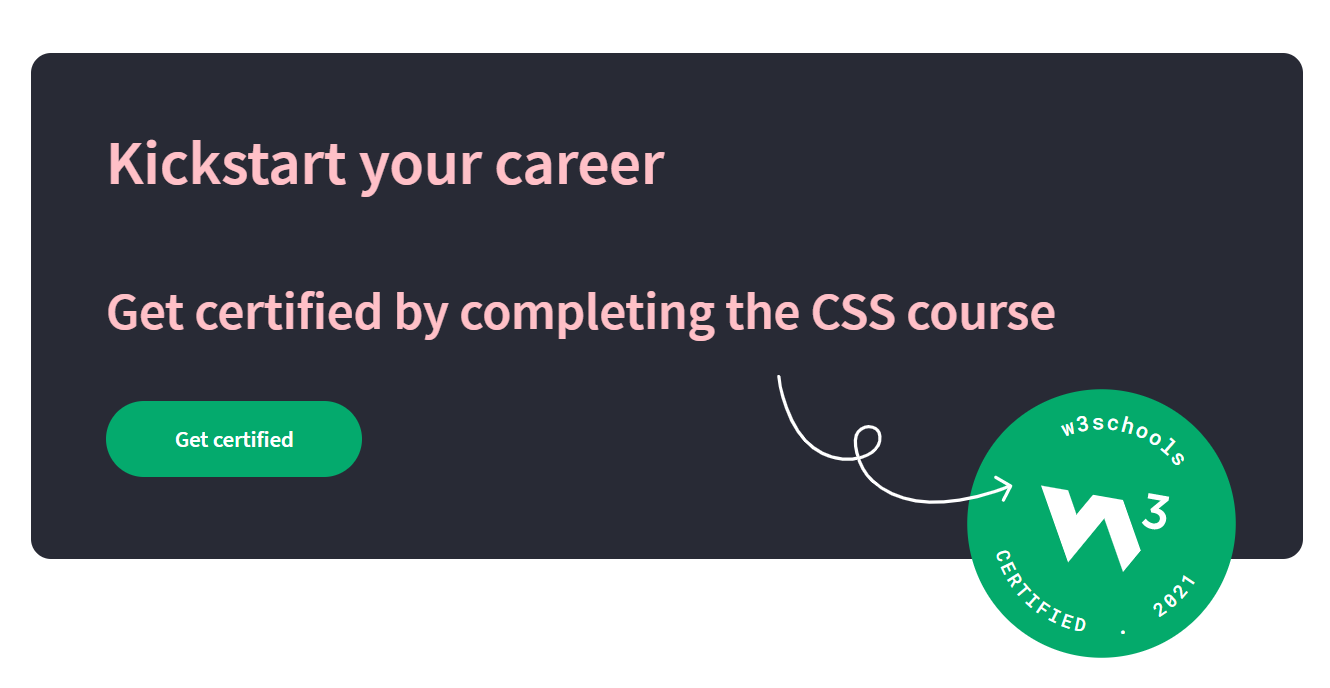 Kickstart your career
Get certified by completing the CSS course
Get certified
w3schools
w3
CERTIFIED . 2021